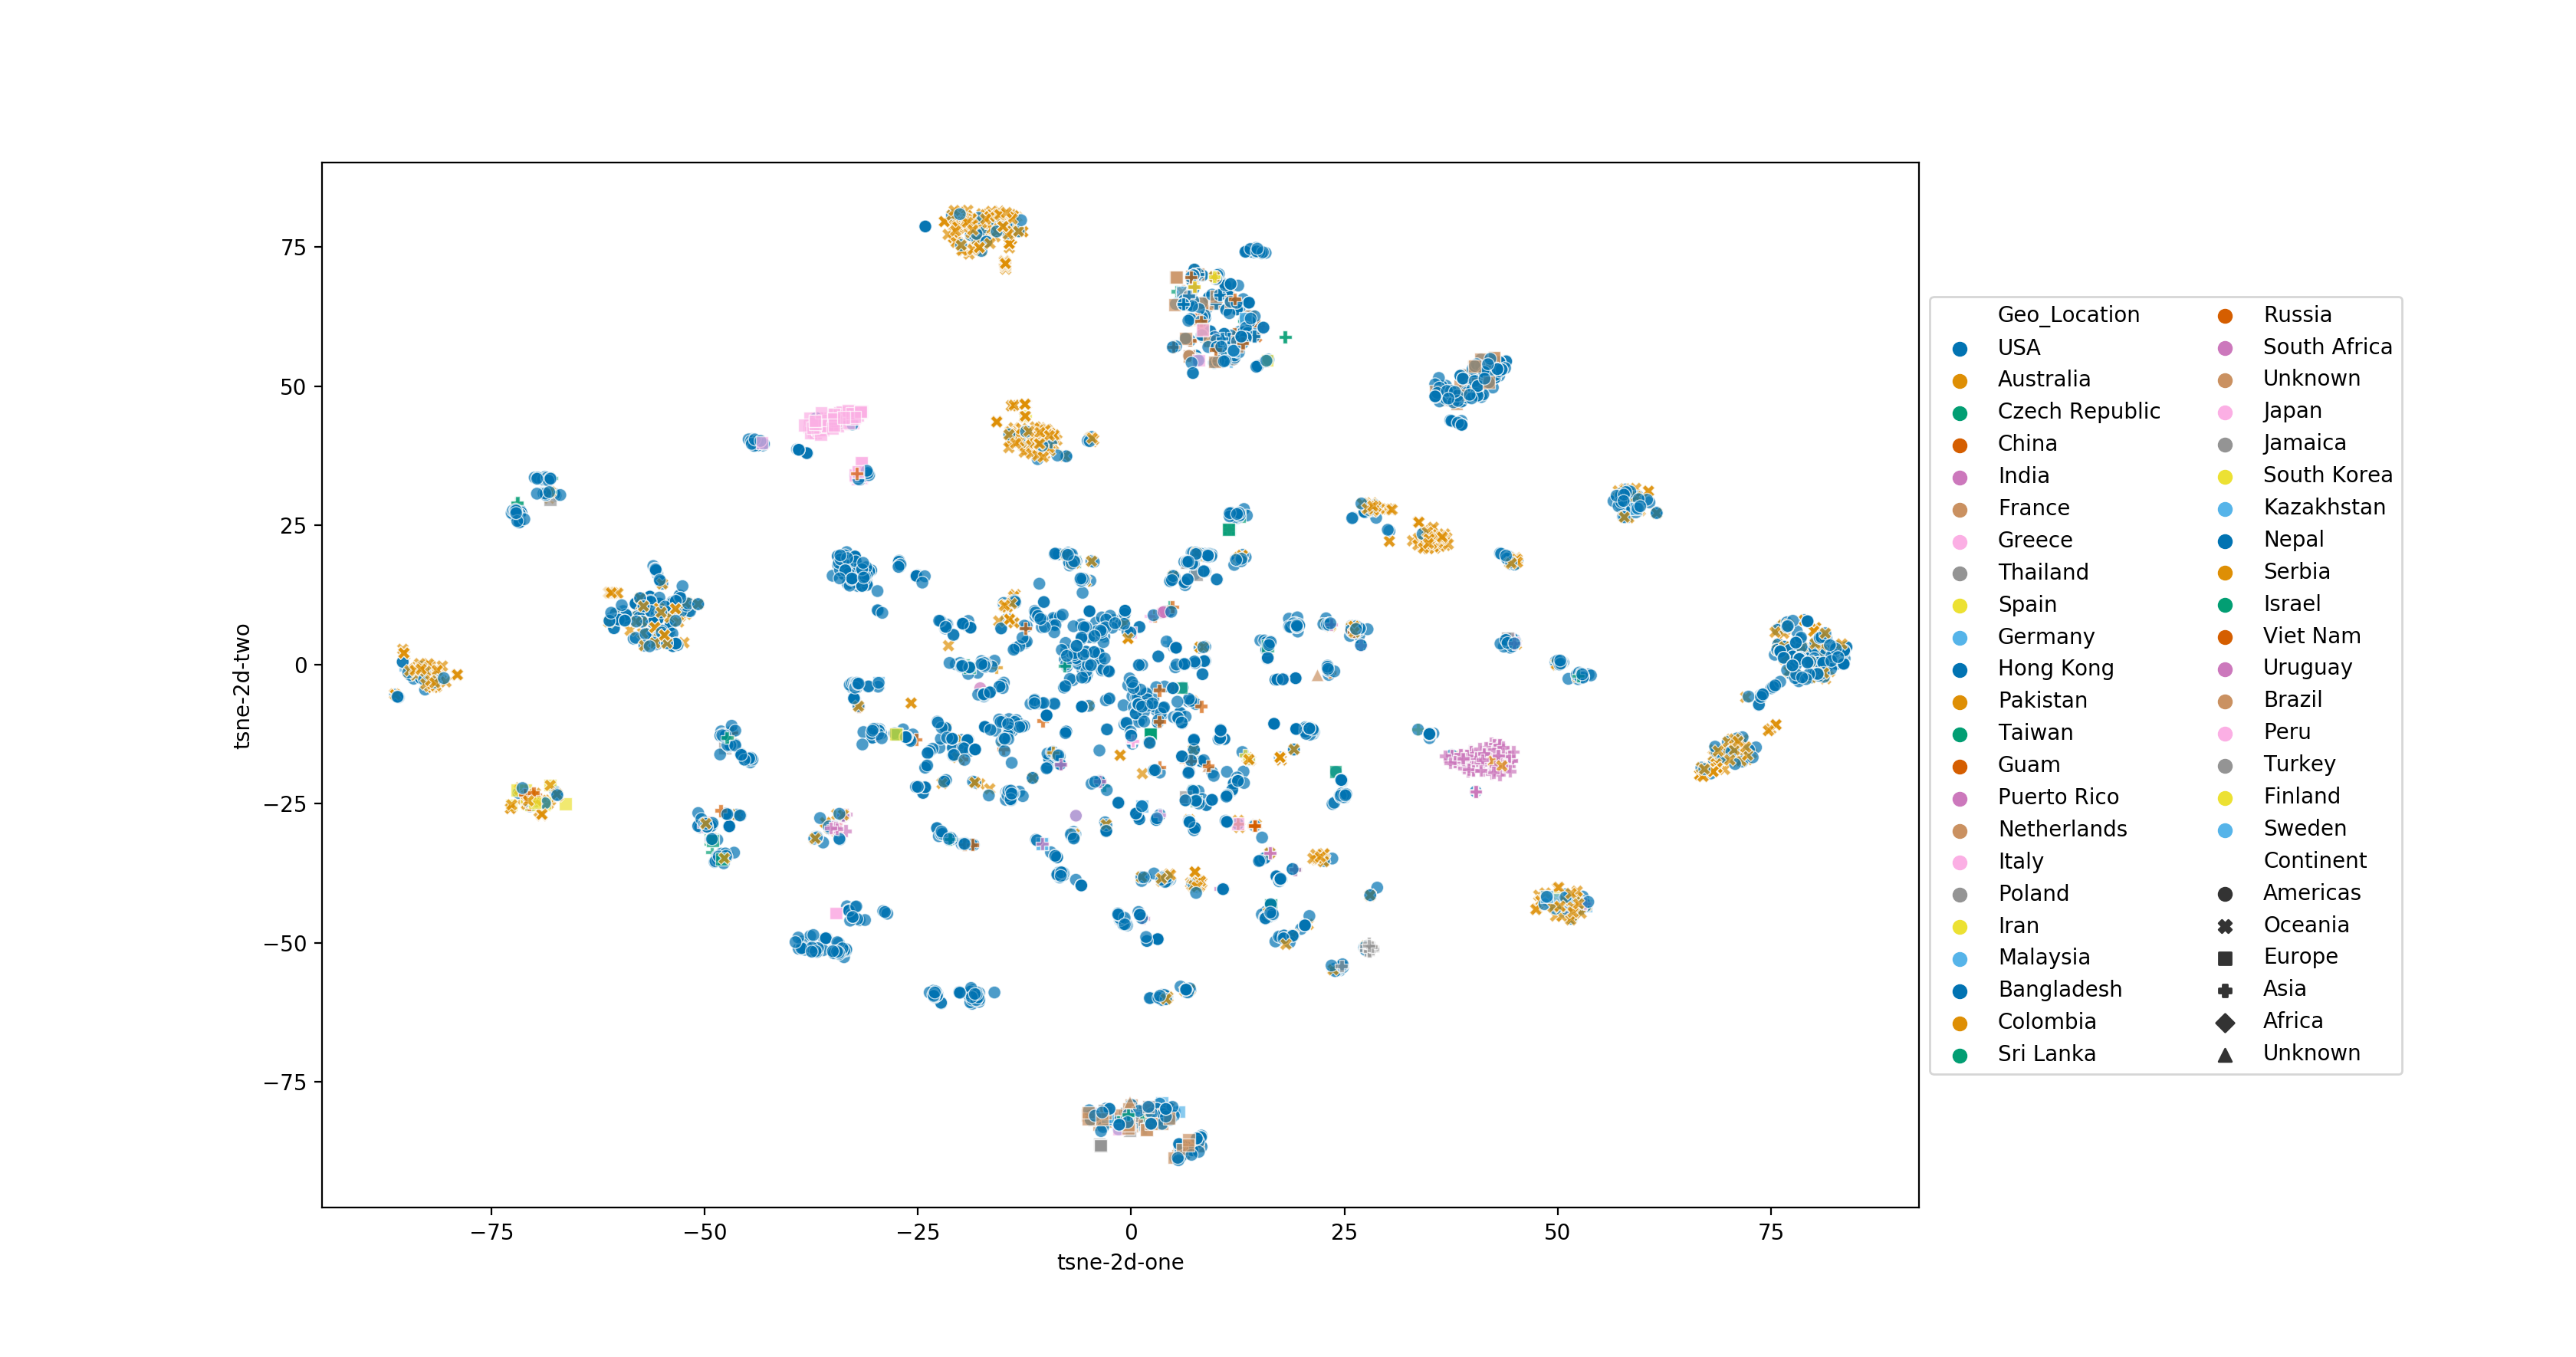 75
50
25
0
−25
−50
−75
tsne-2d-two
−75
−50
−25
0
25
50
75
tsne-2d-one
Geo_Location
USA
Australia
Czech Republic
China
India
France
Greece
Thailand
Spain
Germany
Hong Kong
Pakistan
Taiwan
Guam
Puerto Rico
Netherlands
Italy
Poland
Iran
Malaysia
Bangladesh
Colombia
Sri Lanka
Russia
South Africa
Unknown
Japan
Jamaica
South Korea
Kazakhstan
Nepal
Serbia
Israel
Viet Nam
Uruguay
Brazil
Peru
Turkey
Finland
Sweden
Continent
Americas
Oceania
Europe
Asia
Africa
Unknown